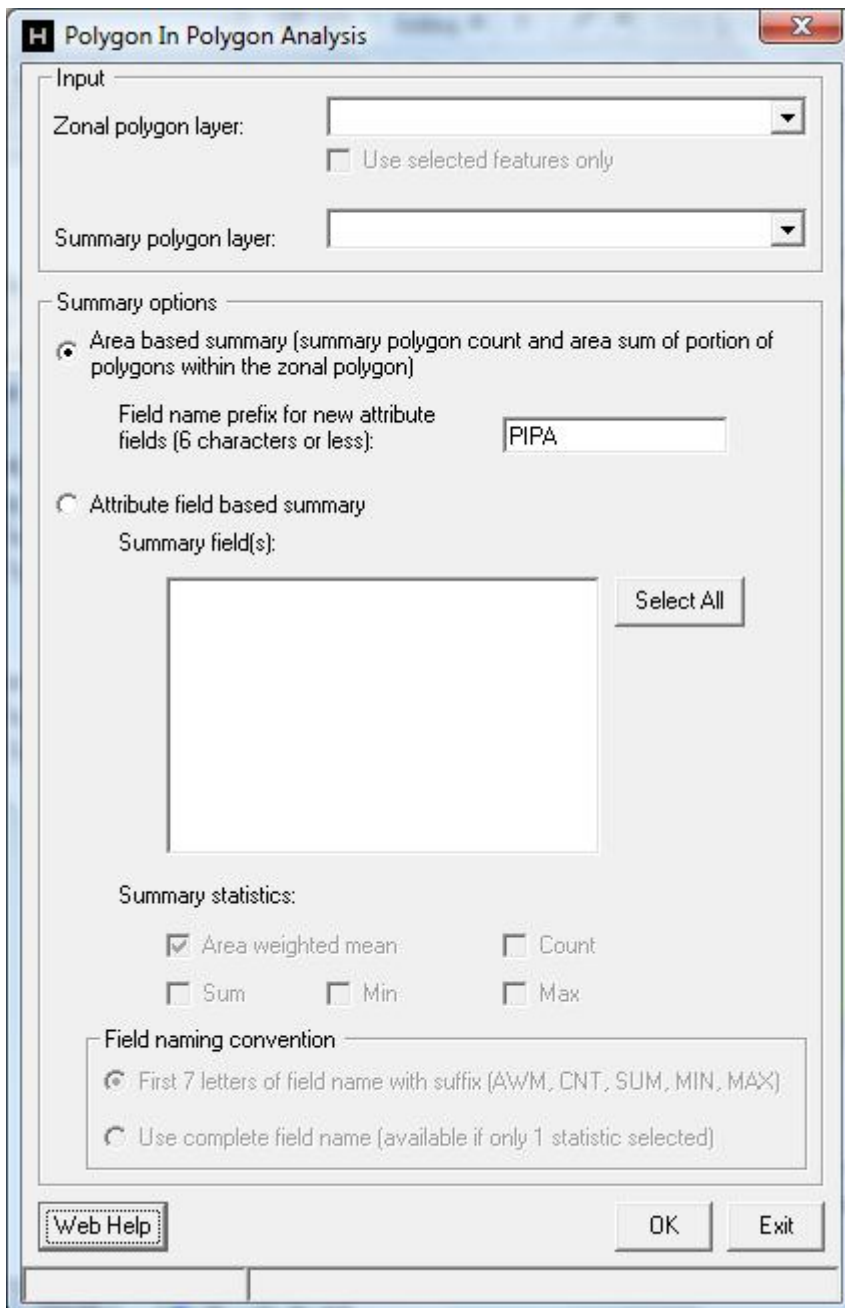 H Polygon In Polygon Analysis
Input
Zonal polygon layer:
Use selected features only
Summary polygon layer:
Summary options
Area based summary (summary polygon count and area sum of portion of
polygons within the zonal polygon)
Field name prefix for new attribute
fields (6 characters or less):
PIPA
Attribute field based summary
Summary field(s):
Select All
Summary statistics:
Area weighted mean
Count
Sum
Min
Max
Field naming convention
First 7 letters of field name with suffix (AWM, CNT, SUM, MIN, MAX)
Use complete field name (available if only 1 statistic selected)
Web Help
OK
Exit